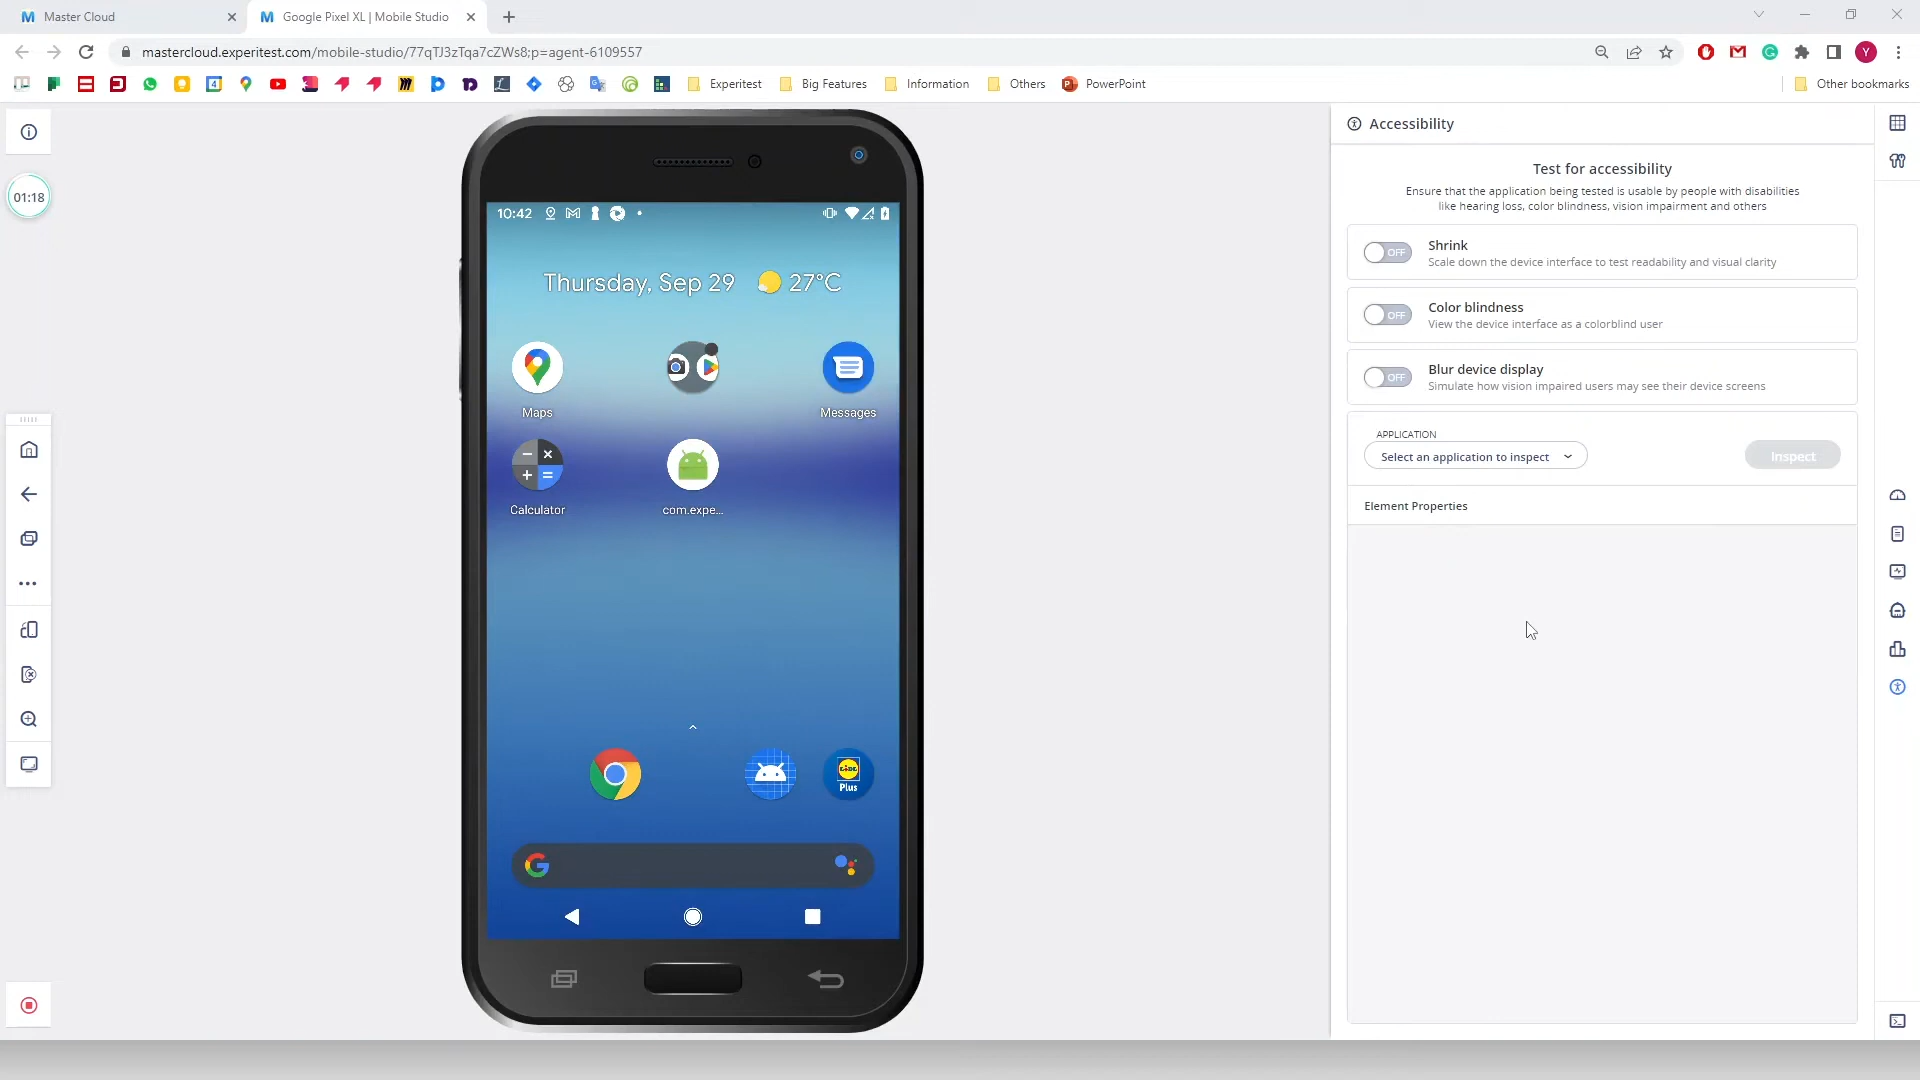 Master Cloud
Google Pixel XL | Mobile Studio
mastercloud.experitest.com/mobile-studio/77qTJ3zTqa7cZWs8;p=agent-6109557
Y
4
Experitest
Big Features
Information
Others
PowerPoint
Other bookmarks
01:18
10:42
Thursday, Sep 29 27°C
Maps
Messages
Calculator
com.expe...
LIDL
Plus
Accessibility
Test for accessibility
Ensure that the application being tested is usable by people with disabilities
like hearing loss, color blindness, vision impairment and others
OFF
Shrink
Scale down the device interface to test readability and visual clarity
OFF
Color blindness
View the device interface as a colorblind user
OFF
Blur device display
Simulate how vision impaired users may see their device screens
APPLICATION
Select an application to inspect
Inspect
Element Properties